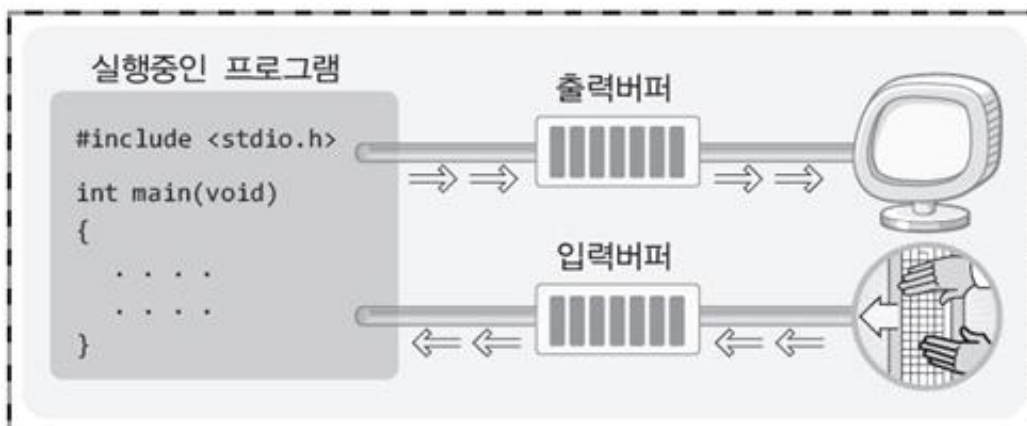 실행중인 프로그램
#include <stdio.h>
int main(void)
{
. . . .
. . . .
}
출력버퍼
입력버퍼